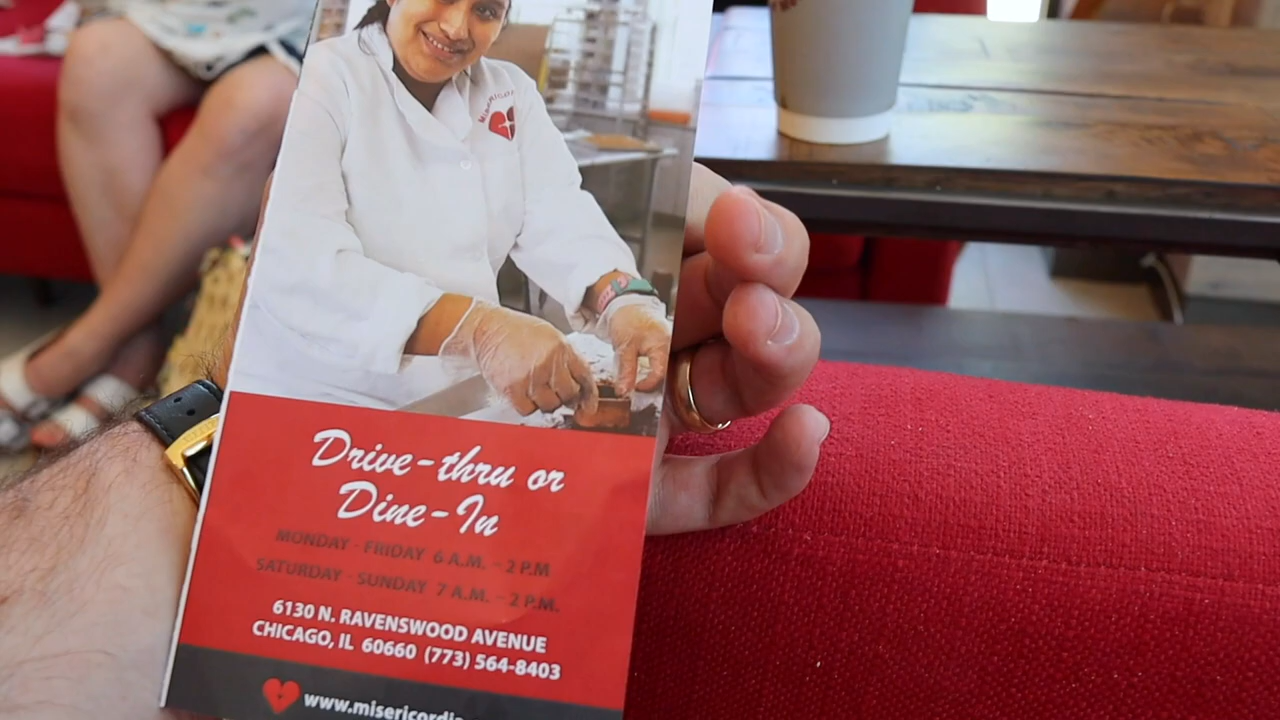 Drive-thru or
Dine-In
MONDAY - FRIDAY 6 A.M. - 2 P.M
SATURDAY - SUNDAY 7 A.M. - 2 P.M.
6130 N. RAVENSWOOD AVENUE
CHICAGO, IL 60660 (773) 564-8403